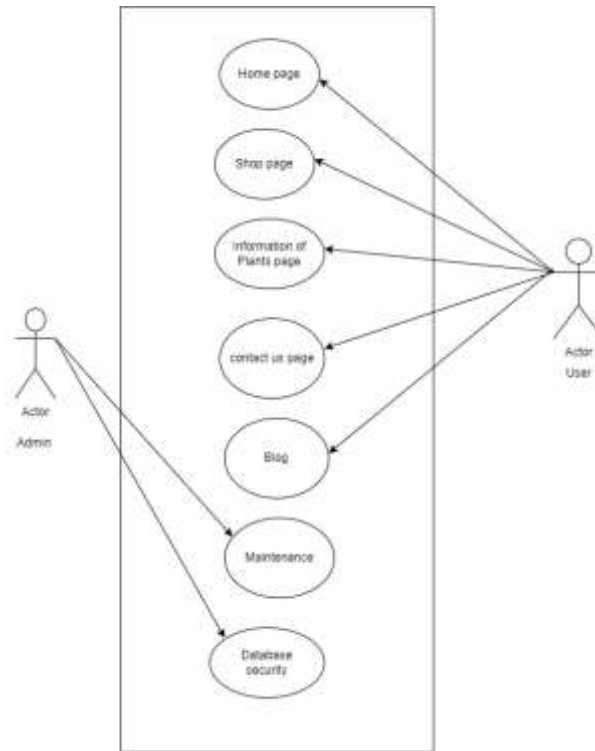 Home page
Shop page
Information of
Plants page
contact us page
Blog
Maintenance
Database
security
Actor
Admin
Actor
User